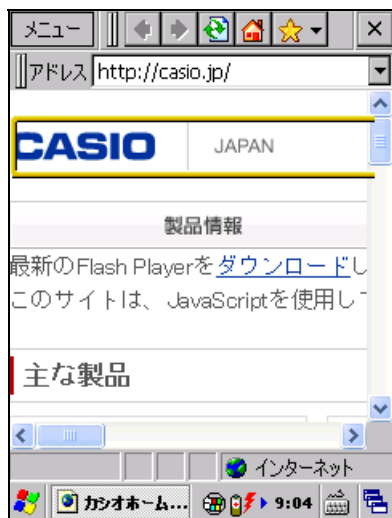 メニュー
アドレス http://casio.jp/
CASIO JAPAN
製品情報
最新のFlash Playerをダウンロードし
このサイトは、JavaScriptを使用して
主な製品
インターネット
カシオホーム... 9:04